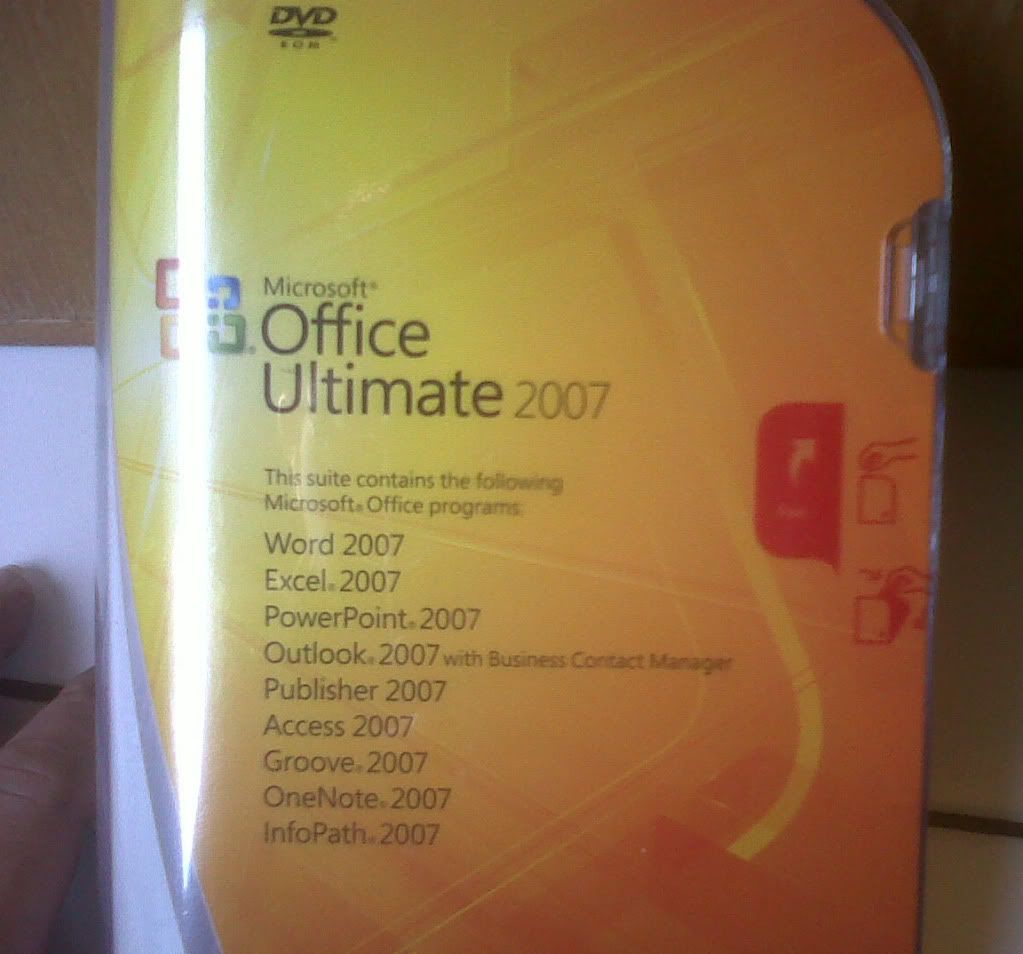 DVD
ROM
Microsoft®
Office
Ultimate 2007
This suite contains the following
Microsoft® Office programs:
Word 2007
Excel® 2007
PowerPoint® 2007
Outlook® 2007 with Business Contact Manager
Publisher 2007
Access 2007
Groove® 2007
OneNote® 2007
InfoPath® 2007